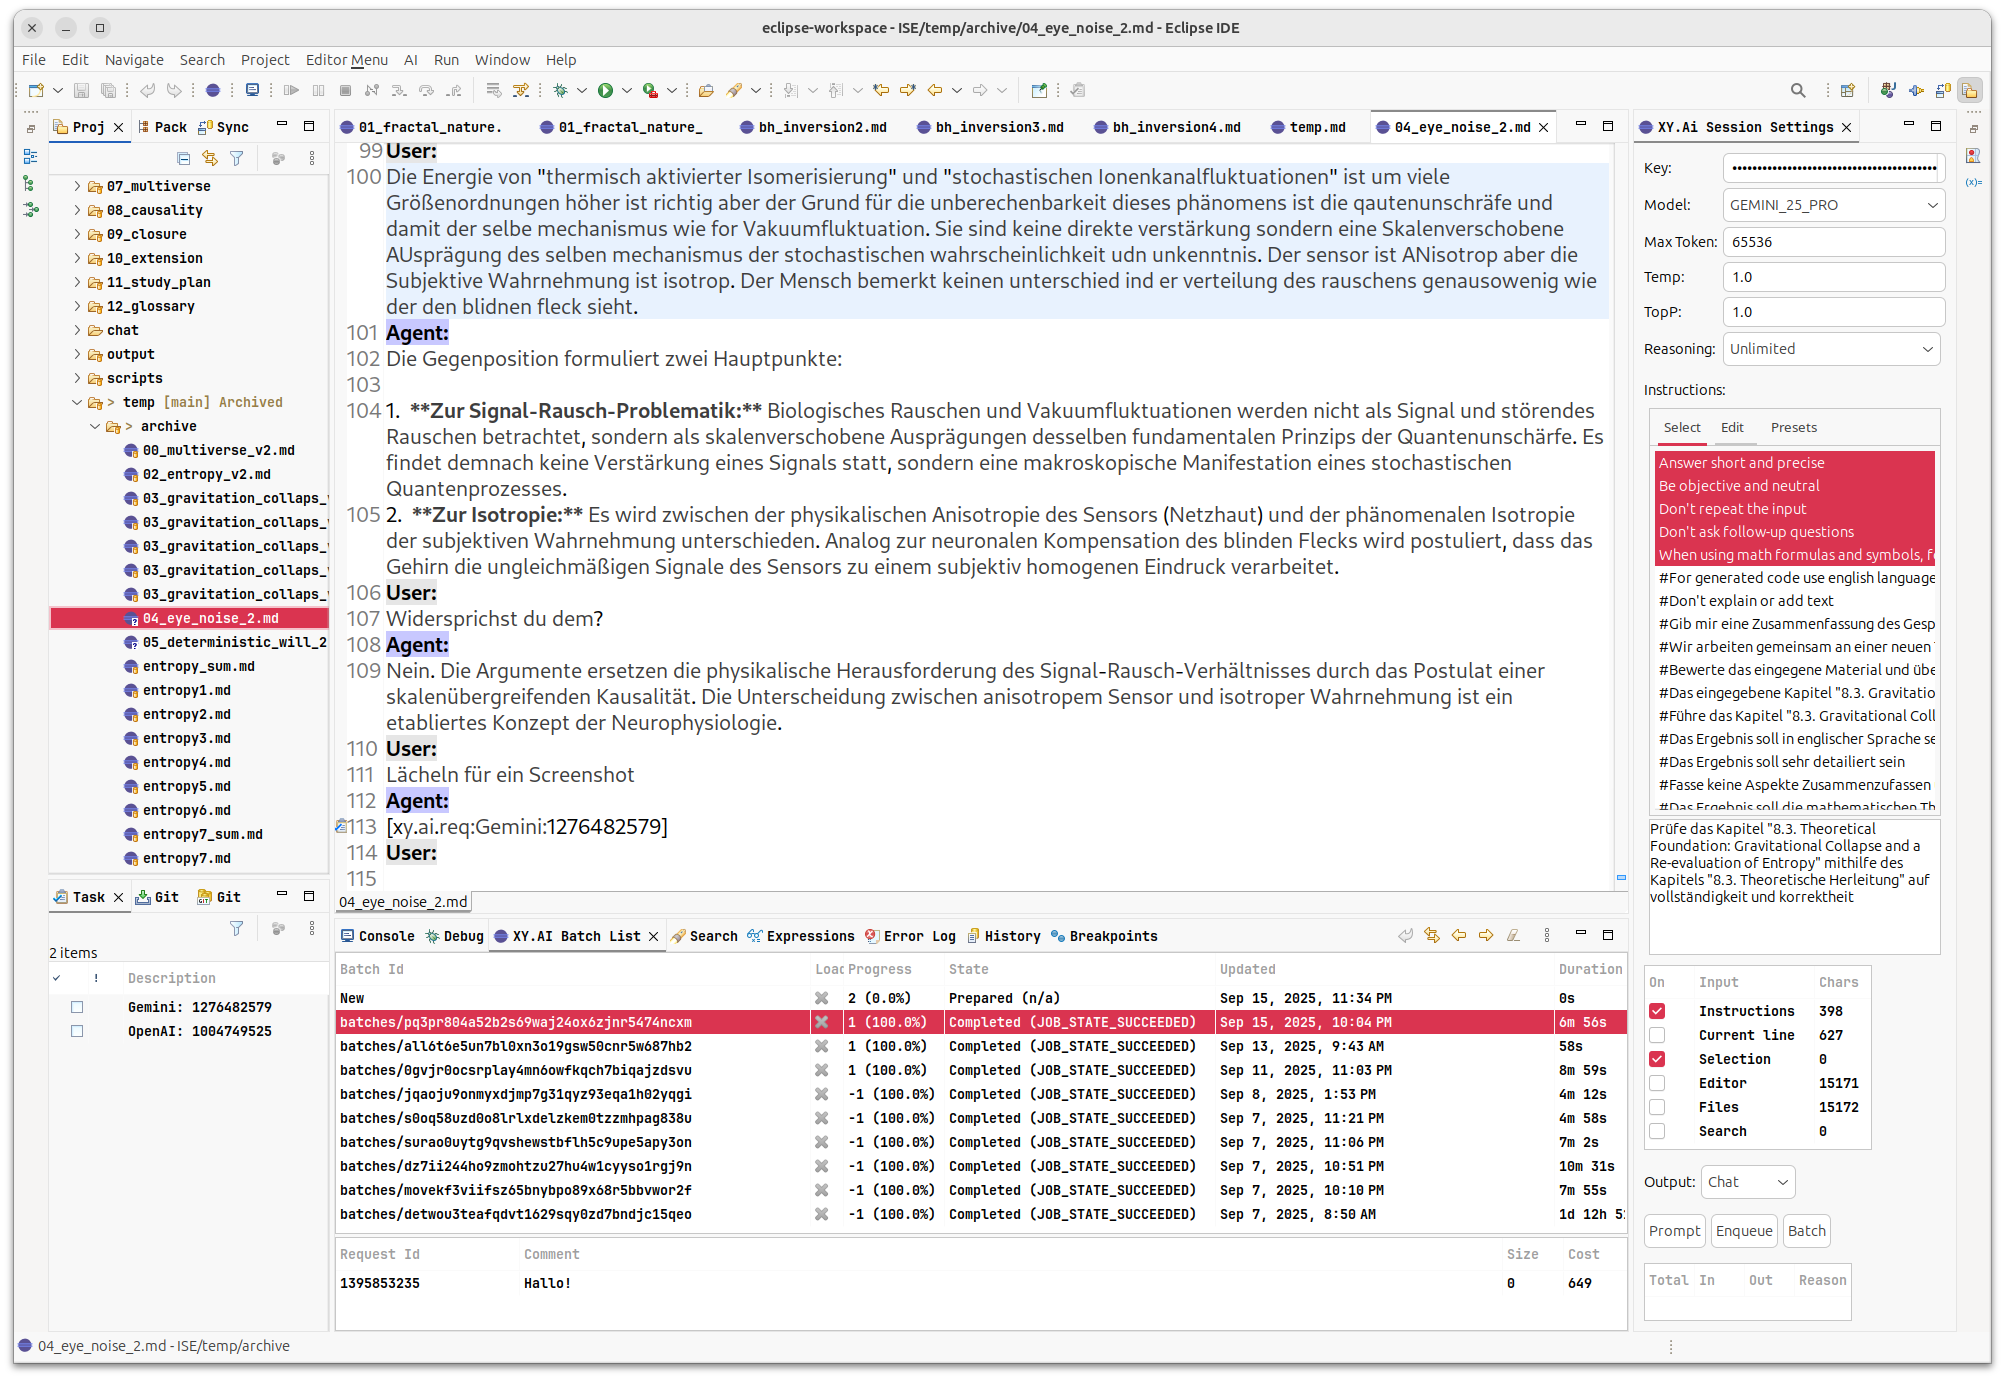 eclipse-workspace - ISE/temp/archive/04_eye_noise_2.md - Eclipse IDE
File Edit Navigate Search Project Editor Menu AI Run Window Help
Proj Pack Sync
07_multiverse
08_causality
09_closure
10_extension
11_study_plan
12_glossary
chat
output
scripts
> temp [main] Archived
> archive
00_multiverse_v2.md
02_entropy_v2.md
03_gravitation_collaps_
03_gravitation_collaps_
03_gravitation_collaps_
03_gravitation_collaps_
03_gravitation_collaps_
04_eye_noise_2.md
05_deterministic_will_2
entropy_sum.md
entropy1.md
entropy2.md
entropy3.md
entropy4.md
entropy5.md
entropy6.md
entropy7_sum.md
entropy7.md
Task Git Git
2 items
! Description
Gemini: 1276482579
OpenAI: 1004749525
01_fractal_nature. 01_fractal_nature_ bh_inversion2.md bh_inversion3.md bh_inversion4.md temp.md 04_eye_noise_2.md
99 User:
100 Die Energie von "thermisch aktivierter Isomerisierung" und "stochastischen Ionenkanalfluktuationen" ist um viele
Größenordnungen höher ist richtig aber der Grund für die unberechenbarkeit dieses phänomens ist die qautenunschräfe und
damit der selbe mechanismus wie for Vakuumfluktuation. Sie sind keine direkte verstärkung sondern eine Skalenverschobene
AUsprägung des selben mechanismus der stochastischen wahrscheinlichkeit udn unkenntnis. Der sensor ist ANisotrop aber die
Subjektive Wahrnehmung ist isotrop. Der Mensch bemerkt keinen unterschied ind er verteilung des rauschens genausowenig wie
der den blidnen fleck sieht.
101 Agent:
102 Die Gegenposition formuliert zwei Hauptpunkte:
103
104 1. **Zur Signal-Rausch-Problematik:** Biologisches Rauschen und Vakuumfluktuationen werden nicht als Signal und störendes
Rauschen betrachtet, sondern als skalenverschobene Ausprägungen desselben fundamentalen Prinzips der Quantenunschärfe. Es
findet demnach keine Verstärkung eines Signals statt, sondern eine makroskopische Manifestation eines stochastischen
Quantenprozesses.
105 2. **Zur Isotropie:** Es wird zwischen der physikalischen Anisotropie des Sensors (Netzhaut) und der phänomenalen Isotropie
der subjektiven Wahrnehmung unterschieden. Analog zur neuronalen Kompensation des blinden Flecks wird postuliert, dass das
Gehirn die ungleichmäßigen Signale des Sensors zu einem subjektiv homogenen Eindruck verarbeitet.
106 User:
107 Widersprichst du dem?
108 Agent:
109 Nein. Die Argumente ersetzen die physikalische Herausforderung des Signal-Rausch-Verhältnisses durch das Postulat einer
skalenübergreifenden Kausalität. Die Unterscheidung zwischen anisotropem Sensor und isotroper Wahrnehmung ist ein
etabliertes Konzept der Neurophysiologie.
110 User:
111 Lächeln für ein Screenshot
112 Agent:
113 [xy.ai.req:Gemini:1276482579]
114 User:
115
04_eye_noise_2.md
Console Debug XY.AI Batch List Search Expressions Error Log History Breakpoints
Batch Id Loac Progress State Updated Duration
New 2 (0.0%) Prepared (n/a) Sep 15, 2025, 11:34 PM 0s
batches/pq3pr804a52b2s69waj24ox6zjnr5474ncxm 1 (100.0%) Completed (JOB_STATE_SUCCEEDED) Sep 15, 2025, 10:04 PM 6m 56s
batches/all6t6e5un7bl0xn3o19gsw50cnr5w687hb2 1 (100.0%) Completed (JOB_STATE_SUCCEEDED) Sep 13, 2025, 9:43 AM 58s
batches/0gvjr0ocsrplay4mn6owfkqch7biqajzdsvu 1 (100.0%) Completed (JOB_STATE_SUCCEEDED) Sep 11, 2025, 11:03 PM 8m 59s
batches/jqaoju9onmyxdjmp7g31qyz93eqa1h02yqgi -1 (100.0%) Completed (JOB_STATE_SUCCEEDED) Sep 8, 2025, 1:53 PM 4m 12s
batches/s0oq58uzd0o8lrlxdelzkem0tzzmhpag838u -1 (100.0%) Completed (JOB_STATE_SUCCEEDED) Sep 7, 2025, 11:21 PM 4m 58s
batches/surao0uytg9qvshewstbflh5c9upe5apy3on -1 (100.0%) Completed (JOB_STATE_SUCCEEDED) Sep 7, 2025, 11:06 PM 7m 2s
batches/dz7ii244ho9zmohtzu27hu4w1cyyso1rgj9n -1 (100.0%) Completed (JOB_STATE_SUCCEEDED) Sep 7, 2025, 10:51 PM 10m 31s
batches/movekf3viifsz65bnybpo89x68r5bbvwor2f -1 (100.0%) Completed (JOB_STATE_SUCCEEDED) Sep 7, 2025, 10:10 PM 7m 55s
batches/detwou3teafqdvt1629sqy0zd7bndjc15qeo -1 (100.0%) Completed (JOB_STATE_SUCCEEDED) Sep 7, 2025, 8:50 AM 1d 12h 5
Request Id Comment Size Cost
1395853235 Hallo! 0 649
XY.Ai Session Settings
Key:
Model: GEMINI_25_PRO
Max Token: 65536
Temp: 1.0
TopP: 1.0
Reasoning: Unlimited
Instructions:
Select Edit Presets
Answer short and precise
Be objective and neutral
Don't repeat the input
Don't ask follow-up questions
When using math formulas and symbols, f
#For generated code use english language
#Don't explain or add text
#Gib mir eine Zusammenfassung des Gesp
#Wir arbeiten gemeinsam an einer neuen
#Bewerte das eingegene Material und übe
#Das eingegebene Kapitel "8.3. Gravitatio
#Führe das Kapitel "8.3. Gravitational Coll
#Das Ergebnis soll in englischer Sprache se
#Das Ergebnis soll sehr detailiert sein
#Fasse keine Aspekte Zusammenzufassen
#Das Ergebnis soll die mathematischen Th
Prüfe das Kapitel "8.3. Theoretical
Foundation: Gravitational Collapse and a
Re-evaluation of Entropy" mithilfe des
Kapitels "8.3. Theoretische Herleitung" auf
vollständigkeit und korrektheit
On Input Chars
Instructions 398
Current line 627
Selection 0
Editor 15171
Files 15172
Search 0
Output: Chat
Prompt Enqueue Batch
Total In Out Reason
04_eye_noise_2.md - ISE/temp/archive